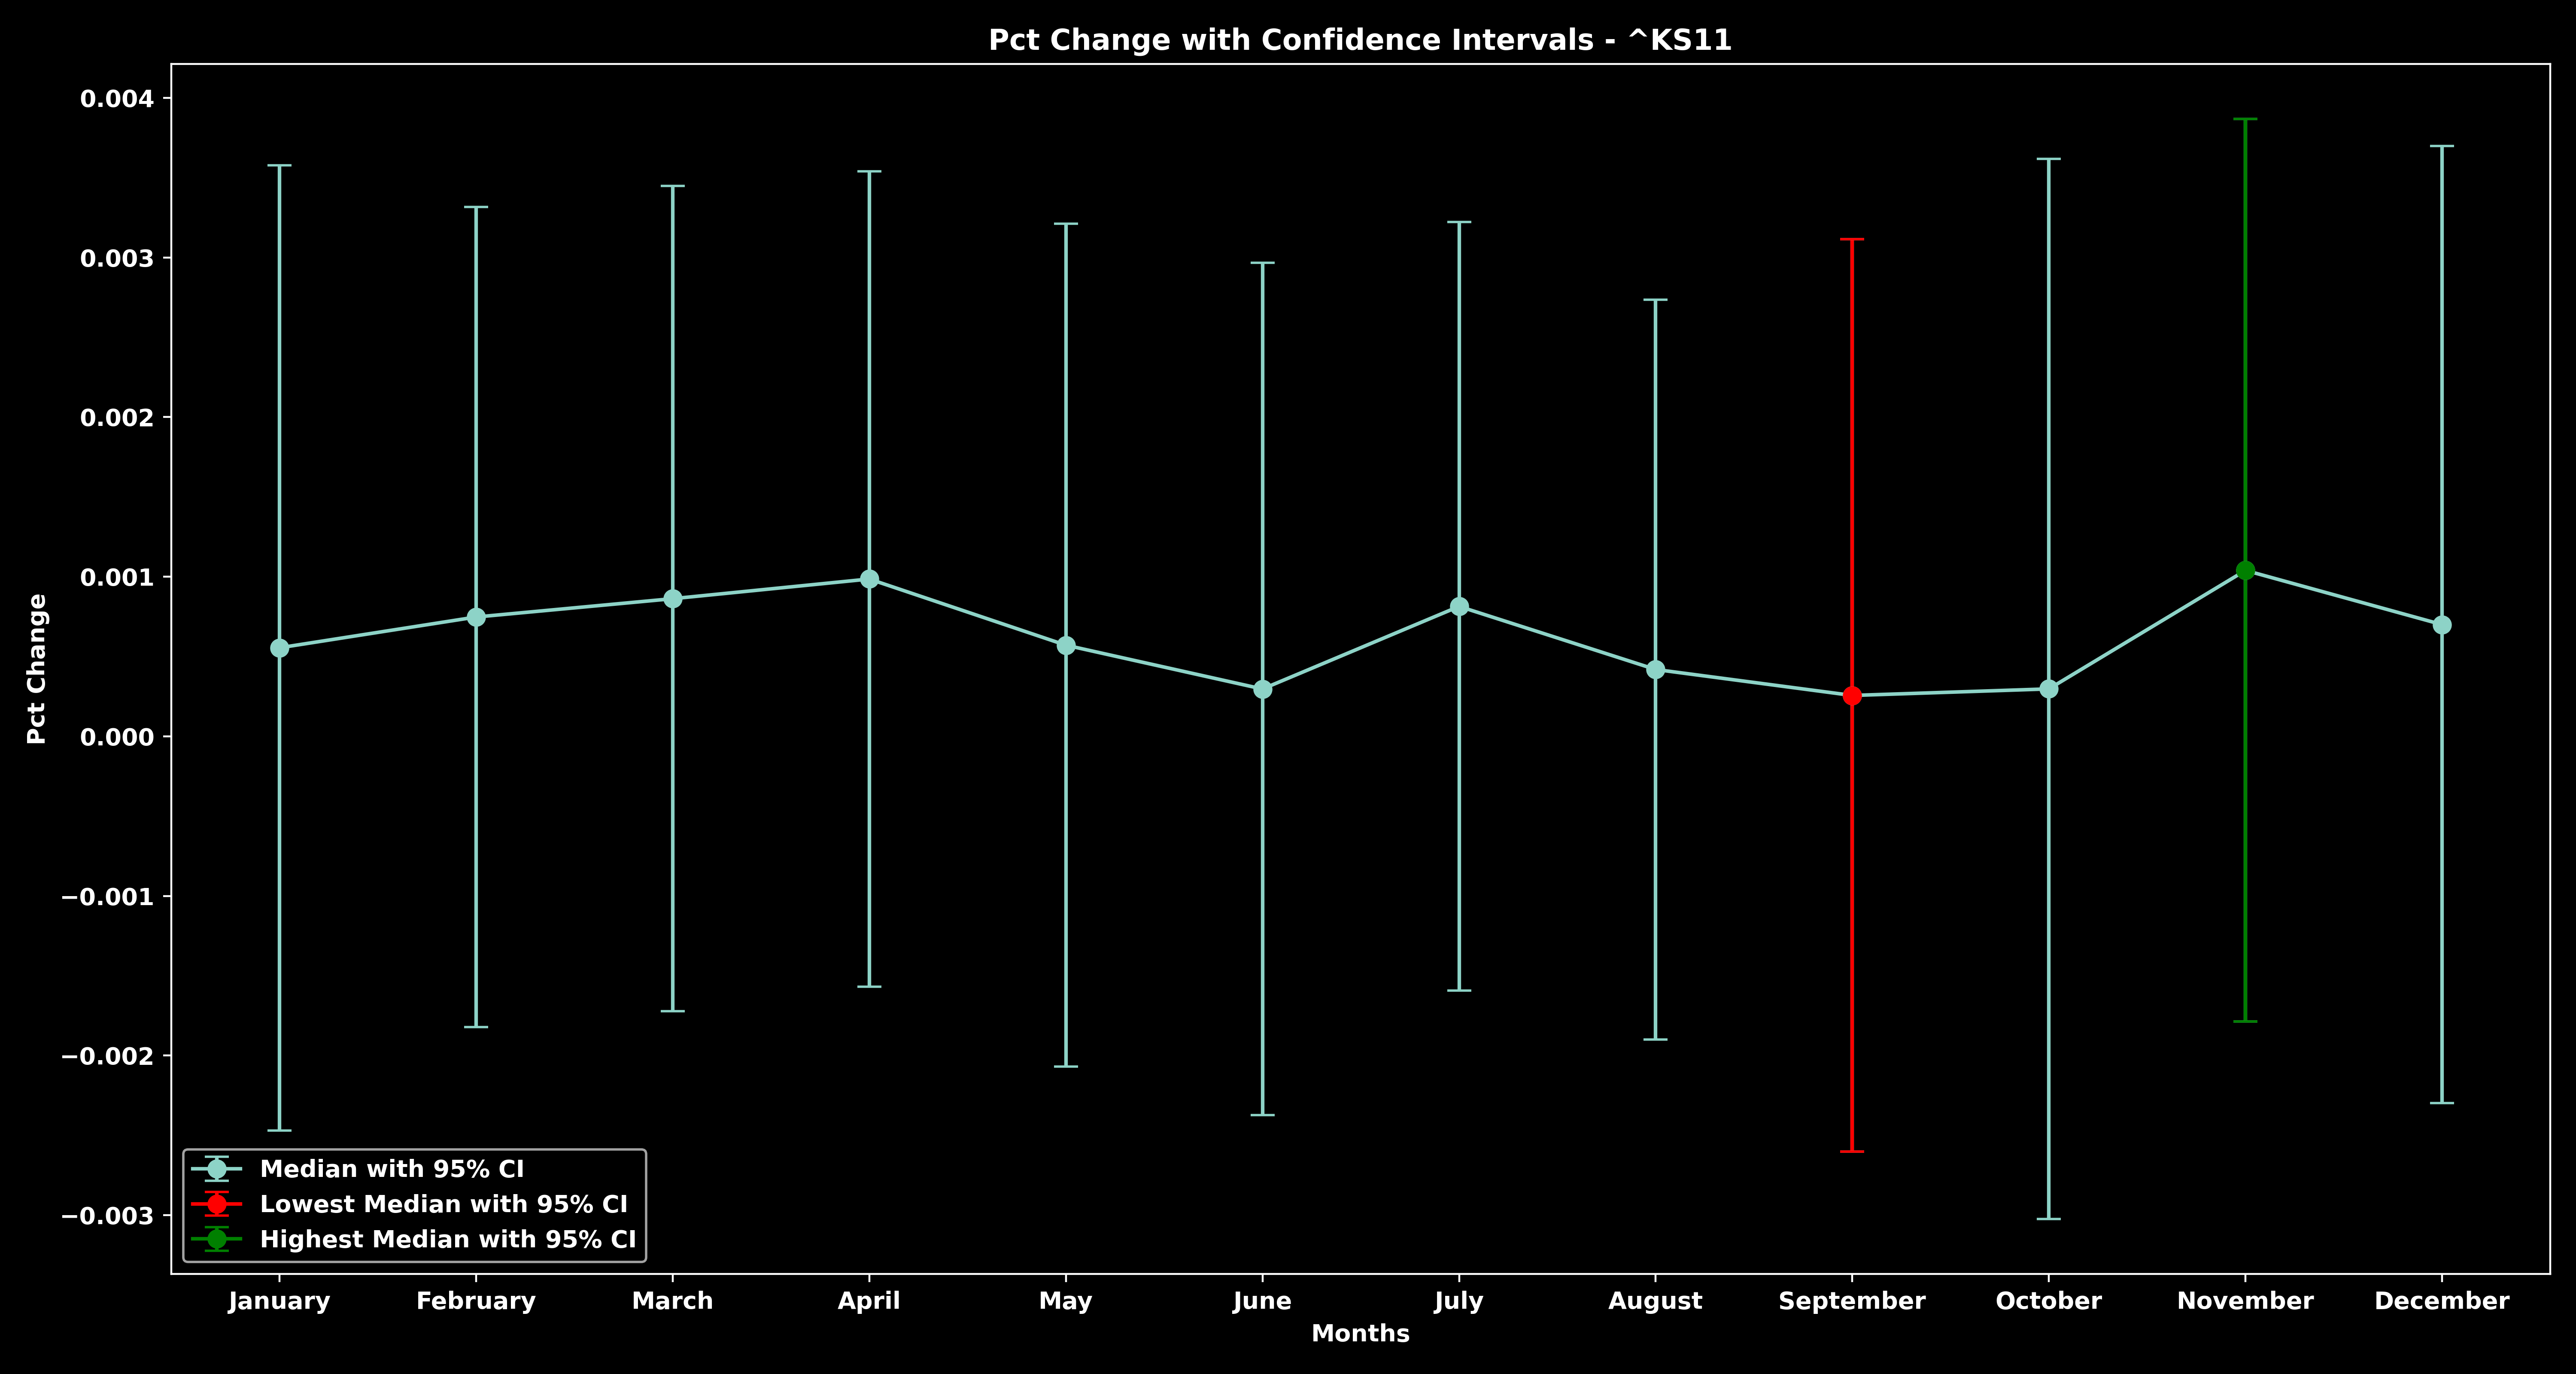 Pct Change with Confidence Intervals - ^KS11
Pct Change
0.004
0.003
0.002
0.001
0.000
−0.001
−0.002
−0.003
Median with 95% CI
Lowest Median with 95% CI
Highest Median with 95% CI
January February March April May June July August September October November December
Months